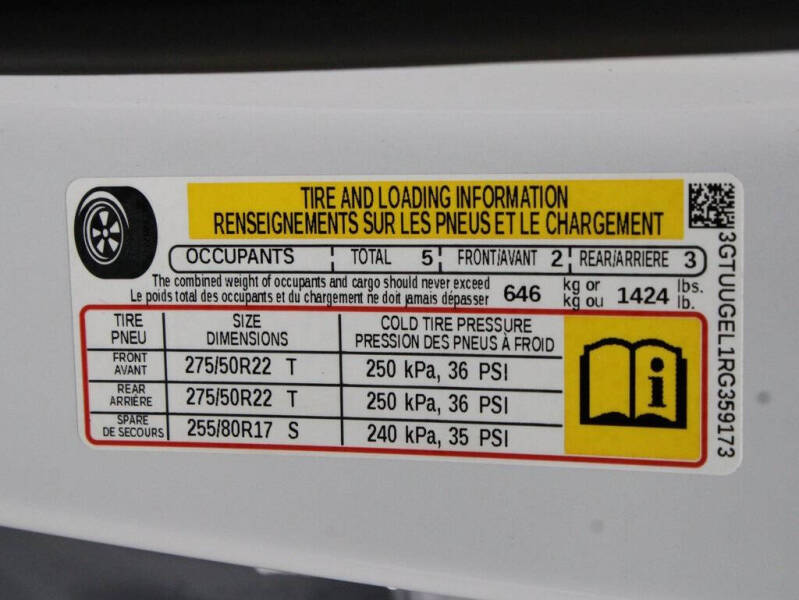 TIRE AND LOADING INFORMATION
RENSEIGNEMENTS SUR LES PNEUS ET LE CHARGEMENT
OCCUPANTS TOTAL 5 FRONT/AVANT 2 REAR/ARRIERE 3
The combined weight of occupants and cargo should never exceed
Le poids total des occupants et du chargement ne doit jamais dépasser
646 kg or kg ou 1424 lbs. lb.
TIRE PNEU SIZE DIMENSIONS COLD TIRE PRESSURE PRESSION DES PNEUS À FROID
FRONT AVANT 275/50R22 T 250 kPa, 36 PSI
REAR ARRIÈRE 275/50R22 T 250 kPa, 36 PSI
SPARE DE SECOURS 255/80R17 S 240 kPa, 35 PSI
i
3GTUUGEL1RG359173